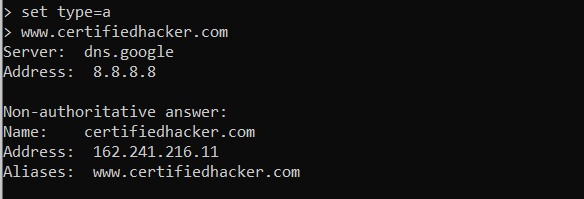 > set type=a
> www.certifiedhacker.com
Server:  dns.google
Address:  8.8.8.8

Non-authoritative answer:
Name:    certifiedhacker.com
Address:  162.241.216.11
Aliases:  www.certifiedhacker.com